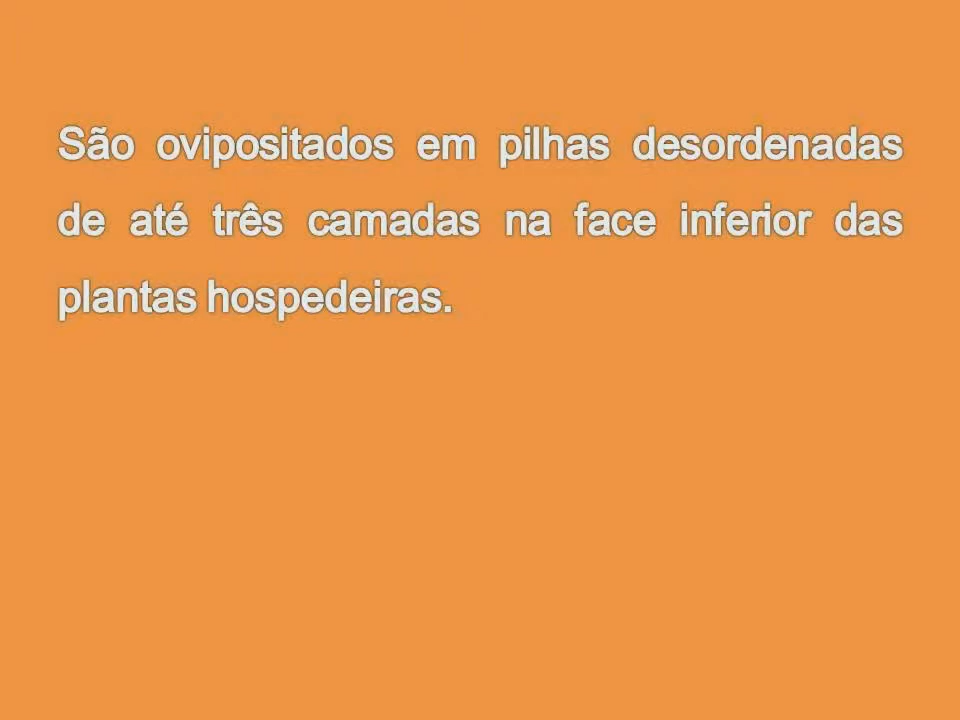 São ovipositados em pilhas desordenadas
de até três camadas na face inferior das
plantas hospedeiras.